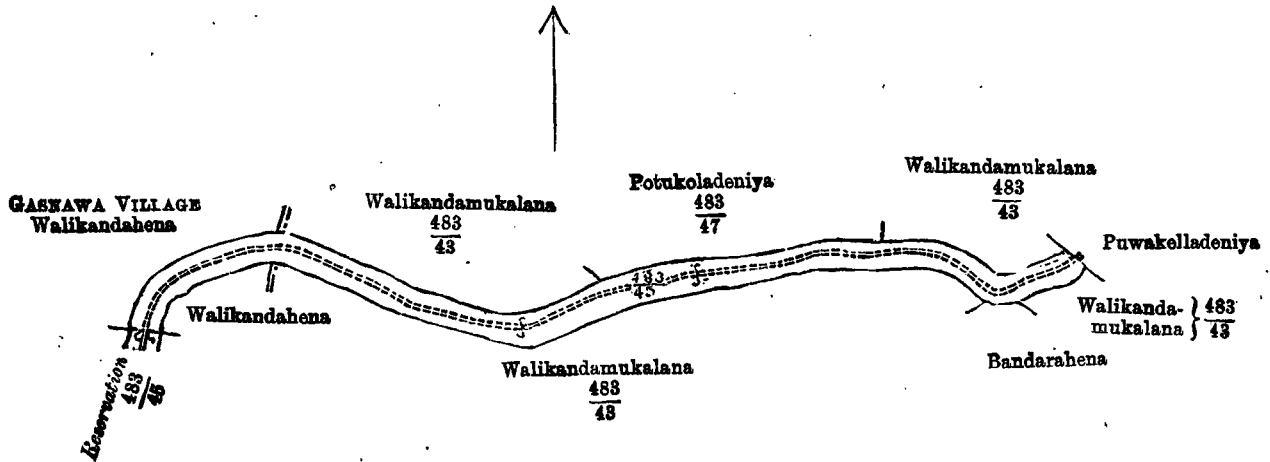 Walikandamukalana
483
43
Potukoladeniya
483
47
GASNAWA VILLAGE
Walikandahena
Walikandamukalana
483
43
Puwakelladeniya
483
45
Walikandahena
Walikanda-
mukalana } 483
43
Bandarahena
Walikandamukalana
483
43
Reservation
483
45